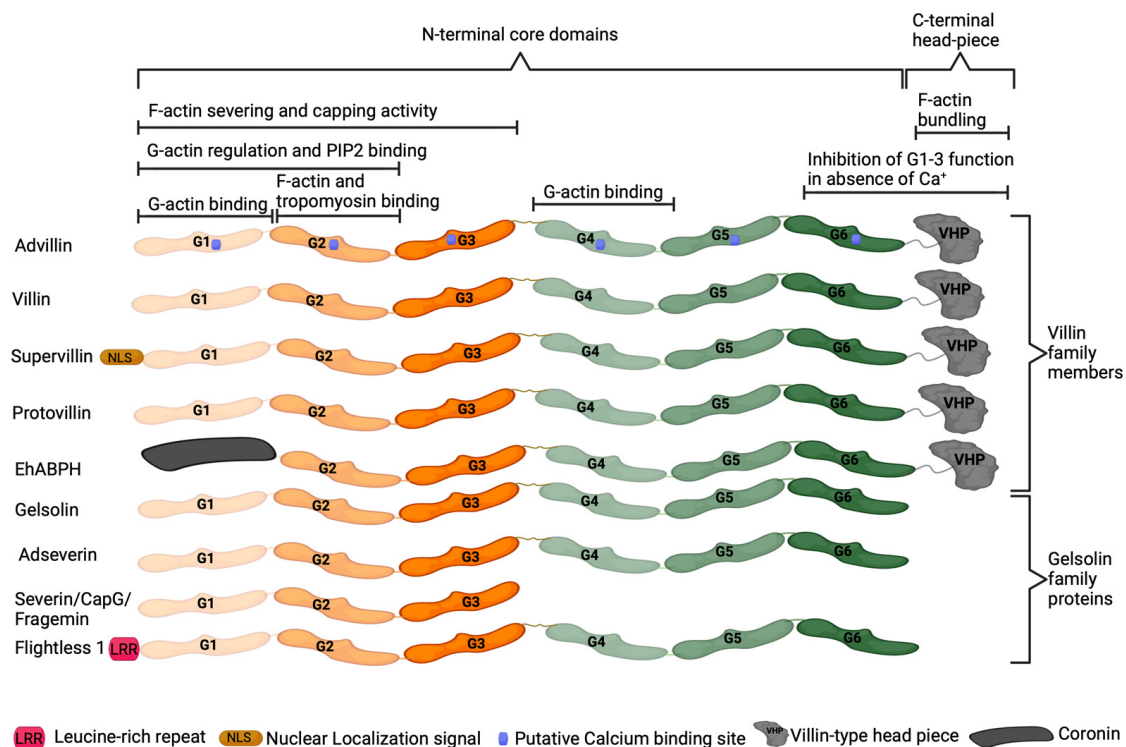 N-terminal core domains
C-terminal
head-piece
F-actin severing and capping activity
F-actin
bundling
G-actin regulation and PIP2 binding
Inhibition of G1-3 function
in absence of Ca⁺
F-actin and
tropomyosin binding
G-actin binding
G-actin binding
Advillin G1 G2 G3 G4 G5 G6 VHP
Villin G1 G2 G3 G4 G5 G6 VHP
Supervillin NLS G1 G2 G3 G4 G5 G6 VHP
Protovillin G1 G2 G3 G4 G5 G6 VHP
EhABPH G2 G3 G4 G5 G6 VHP
Villin
family
members
Gelsolin G1 G2 G3 G4 G5 G6
Adseverin G1 G2 G3 G4 G5 G6
Severin/CapG/
Fragemin G1 G2 G3
Flightless 1 LRR G1 G2 G3 G4 G5 G6
Gelsolin
family
proteins
LRR Leucine-rich repeat NLS Nuclear Localization signal Putative Calcium binding site VHP Villin-type head piece Coronin